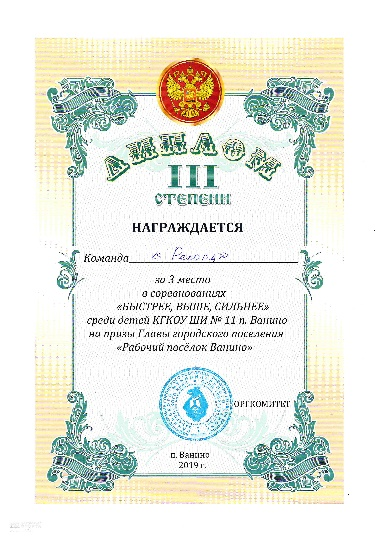 ДИПЛОМ
III
СТЕПЕНИ
НАГРАЖДАЕТСЯ
Команда
за 3 место
в соревнованиях
«БЫСТРЕЕ, ВЫШЕ, СИЛЬНЕЕ»
среди детей КГКОУ ШИ № 11 п. Ванино
на призы Главы городского поселения
«Рабочий посёлок Ванино»
ОРГКОМИТЕТ
п. Ванино
2019 г.